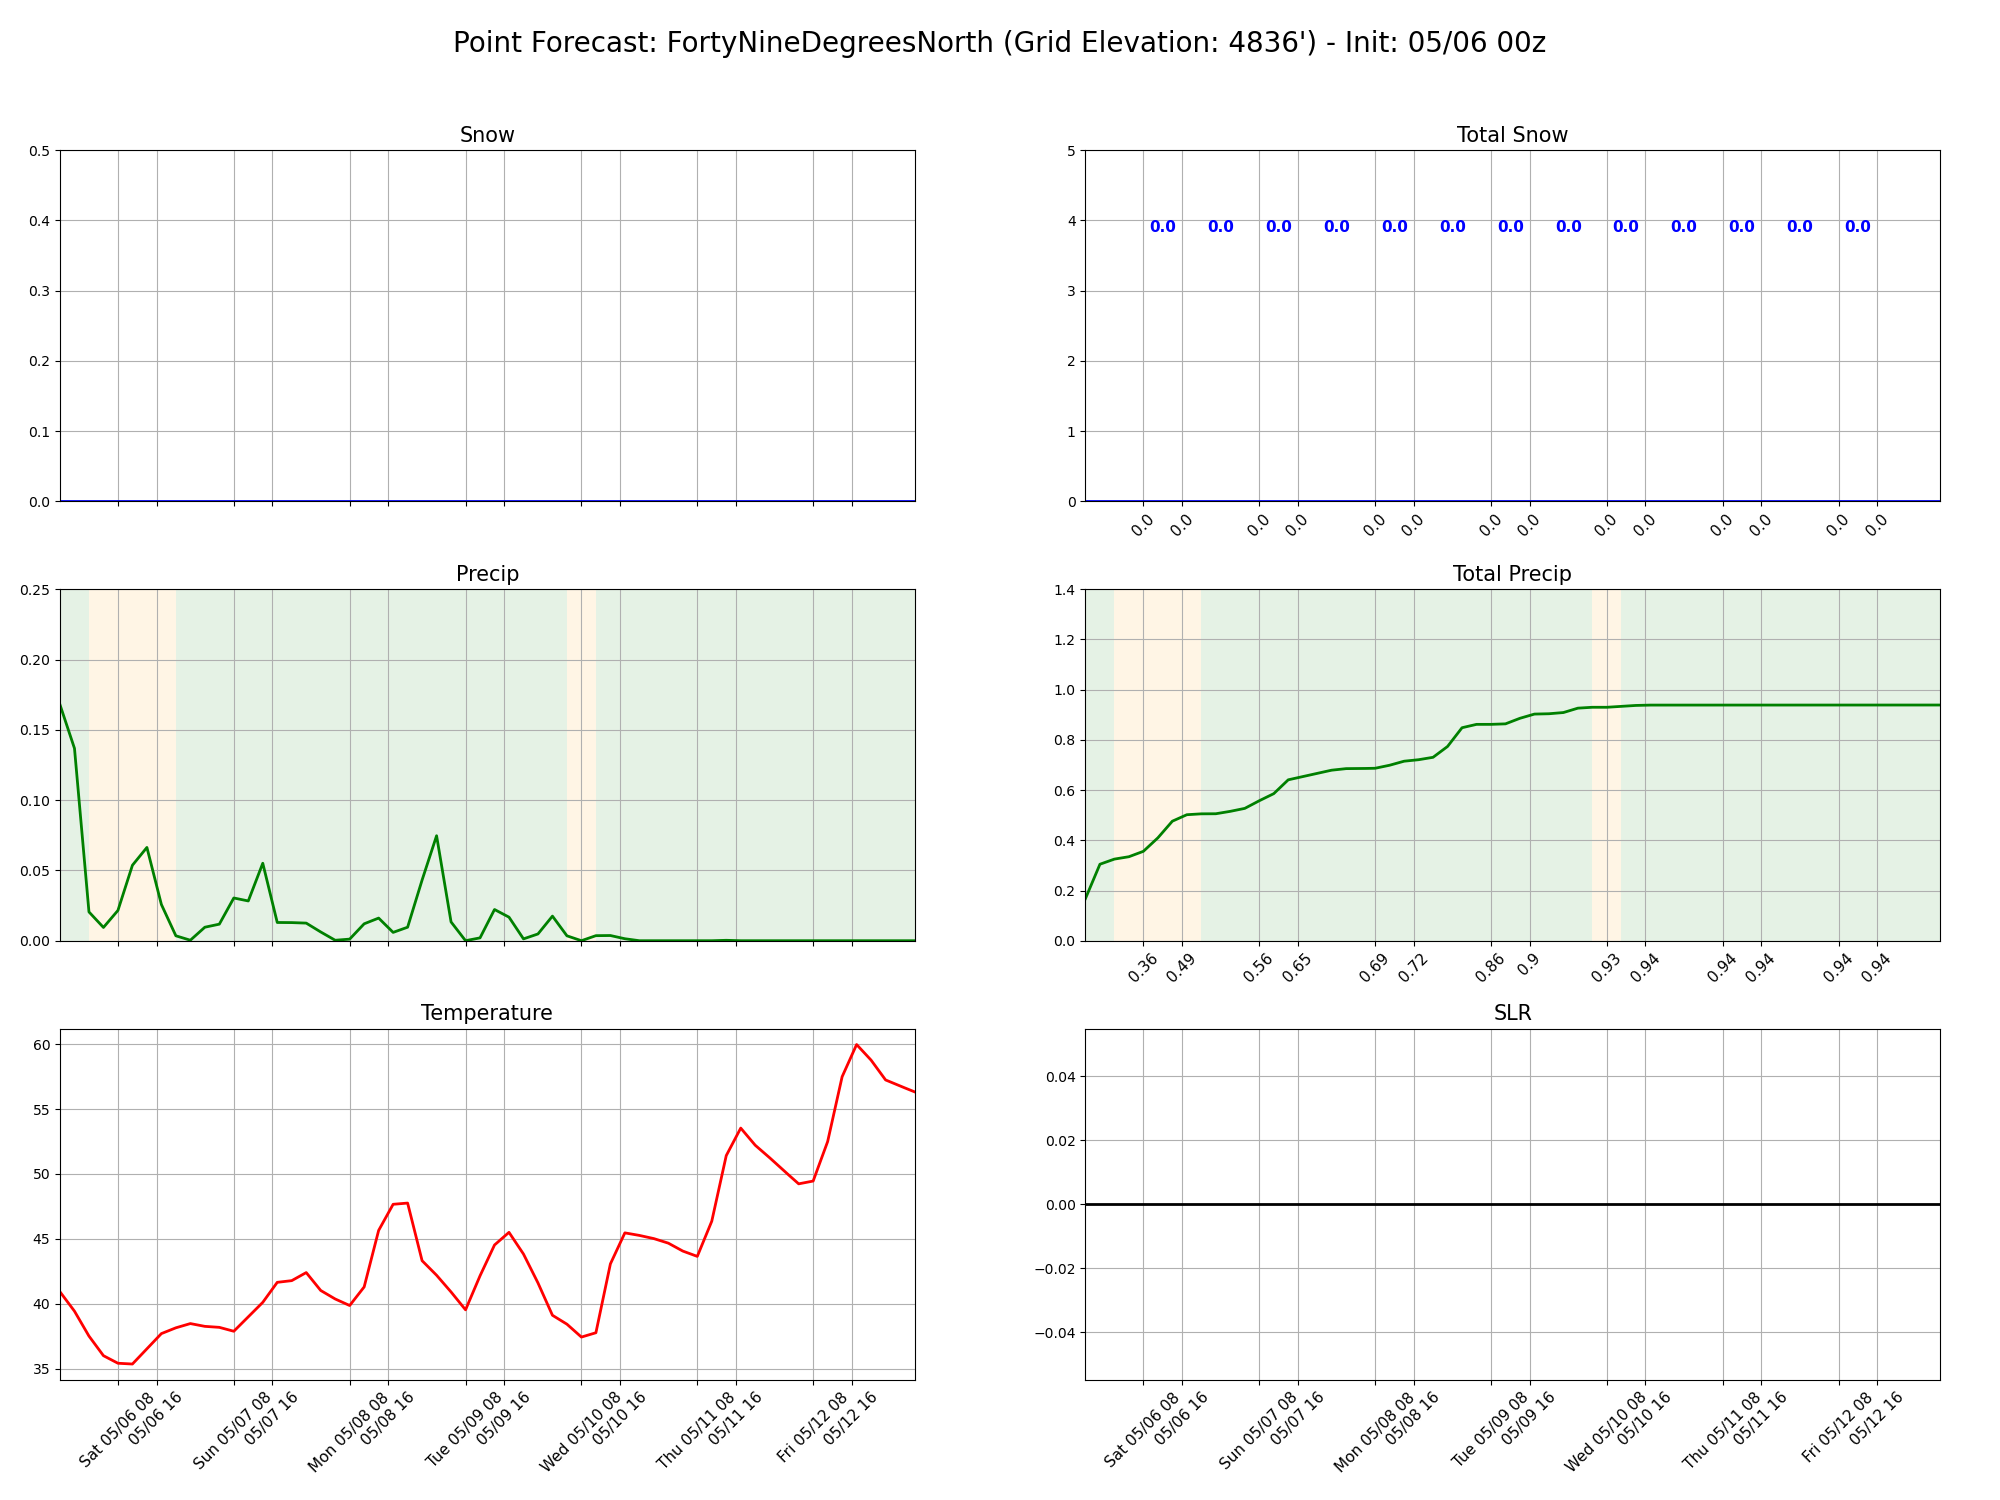 Point Forecast: FortyNineDegreesNorth (Grid Elevation: 4836') - Init: 05/06 00z
Snow
0.5
0.4
0.3
0.2
0.1
0.0
Total Snow
5
4
3
2
1
0
0.0 0.0 0.0 0.0 0.0 0.0 0.0 0.0 0.0 0.0 0.0 0.0 0.0
0.0 0.0 0.0 0.0 0.0 0.0 0.0 0.0 0.0 0.0 0.0 0.0 0.0 0.0
Precip
0.25
0.20
0.15
0.10
0.05
0.00
Total Precip
1.4
1.2
1.0
0.8
0.6
0.4
0.2
0.0
0.36 0.49 0.56 0.65 0.69 0.72 0.86 0.9 0.93 0.94 0.94 0.94 0.94 0.94
Temperature
60
55
50
45
40
35
Sat 05/06 08
05/06 16
Sun 05/07 08
05/07 16
Mon 05/08 08
05/08 16
Tue 05/09 08
05/09 16
Wed 05/10 08
05/10 16
Thu 05/11 08
05/11 16
Fri 05/12 08
05/12 16
SLR
0.04
0.02
0.00
−0.02
−0.04
Sat 05/06 08
05/06 16
Sun 05/07 08
05/07 16
Mon 05/08 08
05/08 16
Tue 05/09 08
05/09 16
Wed 05/10 08
05/10 16
Thu 05/11 08
05/11 16
Fri 05/12 08
05/12 16